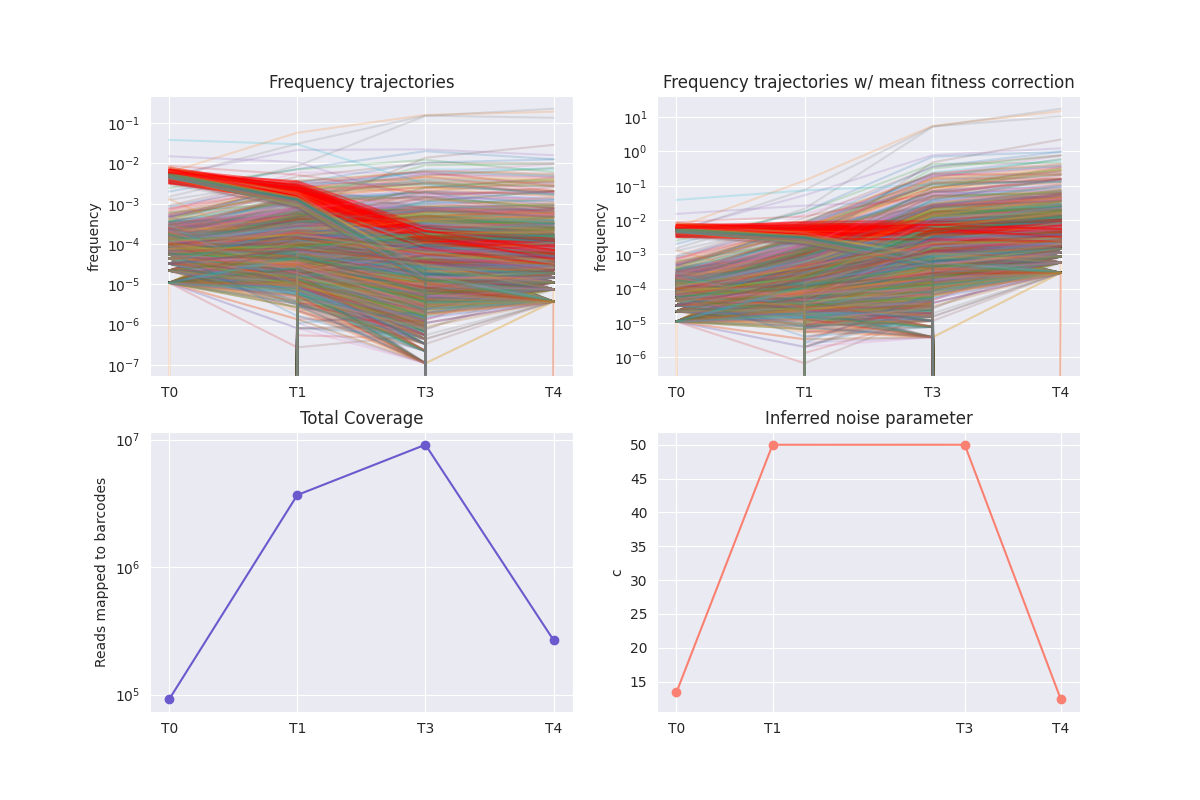 Frequency trajectories
frequency
10⁻¹
10⁻²
10⁻³
10⁻⁴
10⁻⁵
10⁻⁶
10⁻⁷
T0 T1 T3 T4
Frequency trajectories w/ mean fitness correction
frequency
10¹
10⁰
10⁻¹
10⁻²
10⁻³
10⁻⁴
10⁻⁵
10⁻⁶
T0 T1 T3 T4
Total Coverage
Reads mapped to barcodes
10⁷
10⁶
10⁵
T0 T1 T3 T4
Inferred noise parameter
c
50
45
40
35
30
25
20
15
T0 T1 T3 T4